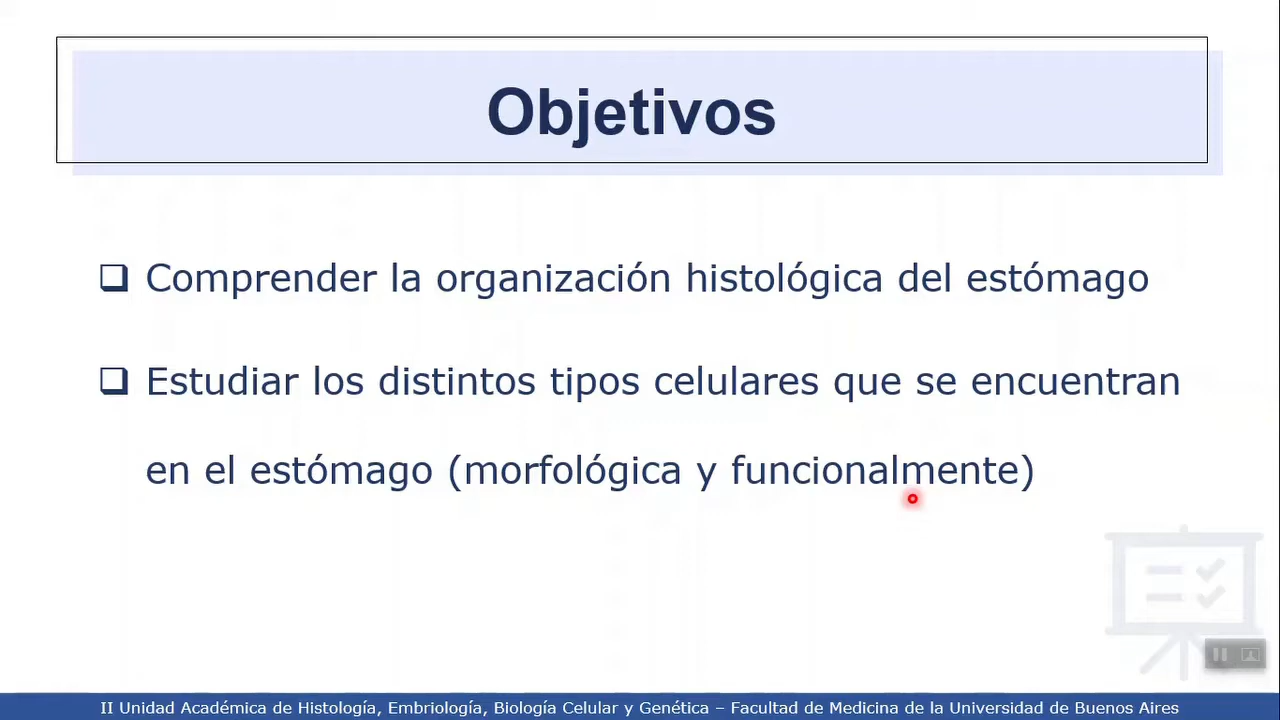 Objetivos
❑ Comprender la organización histológica del estómago
❑ Estudiar los distintos tipos celulares que se encuentran
en el estómago (morfológica y funcionalmente)
II Unidad Académica de Histología, Embriología, Biología Celular y Genética – Facultad de Medicina de la Universidad de Buenos Aires